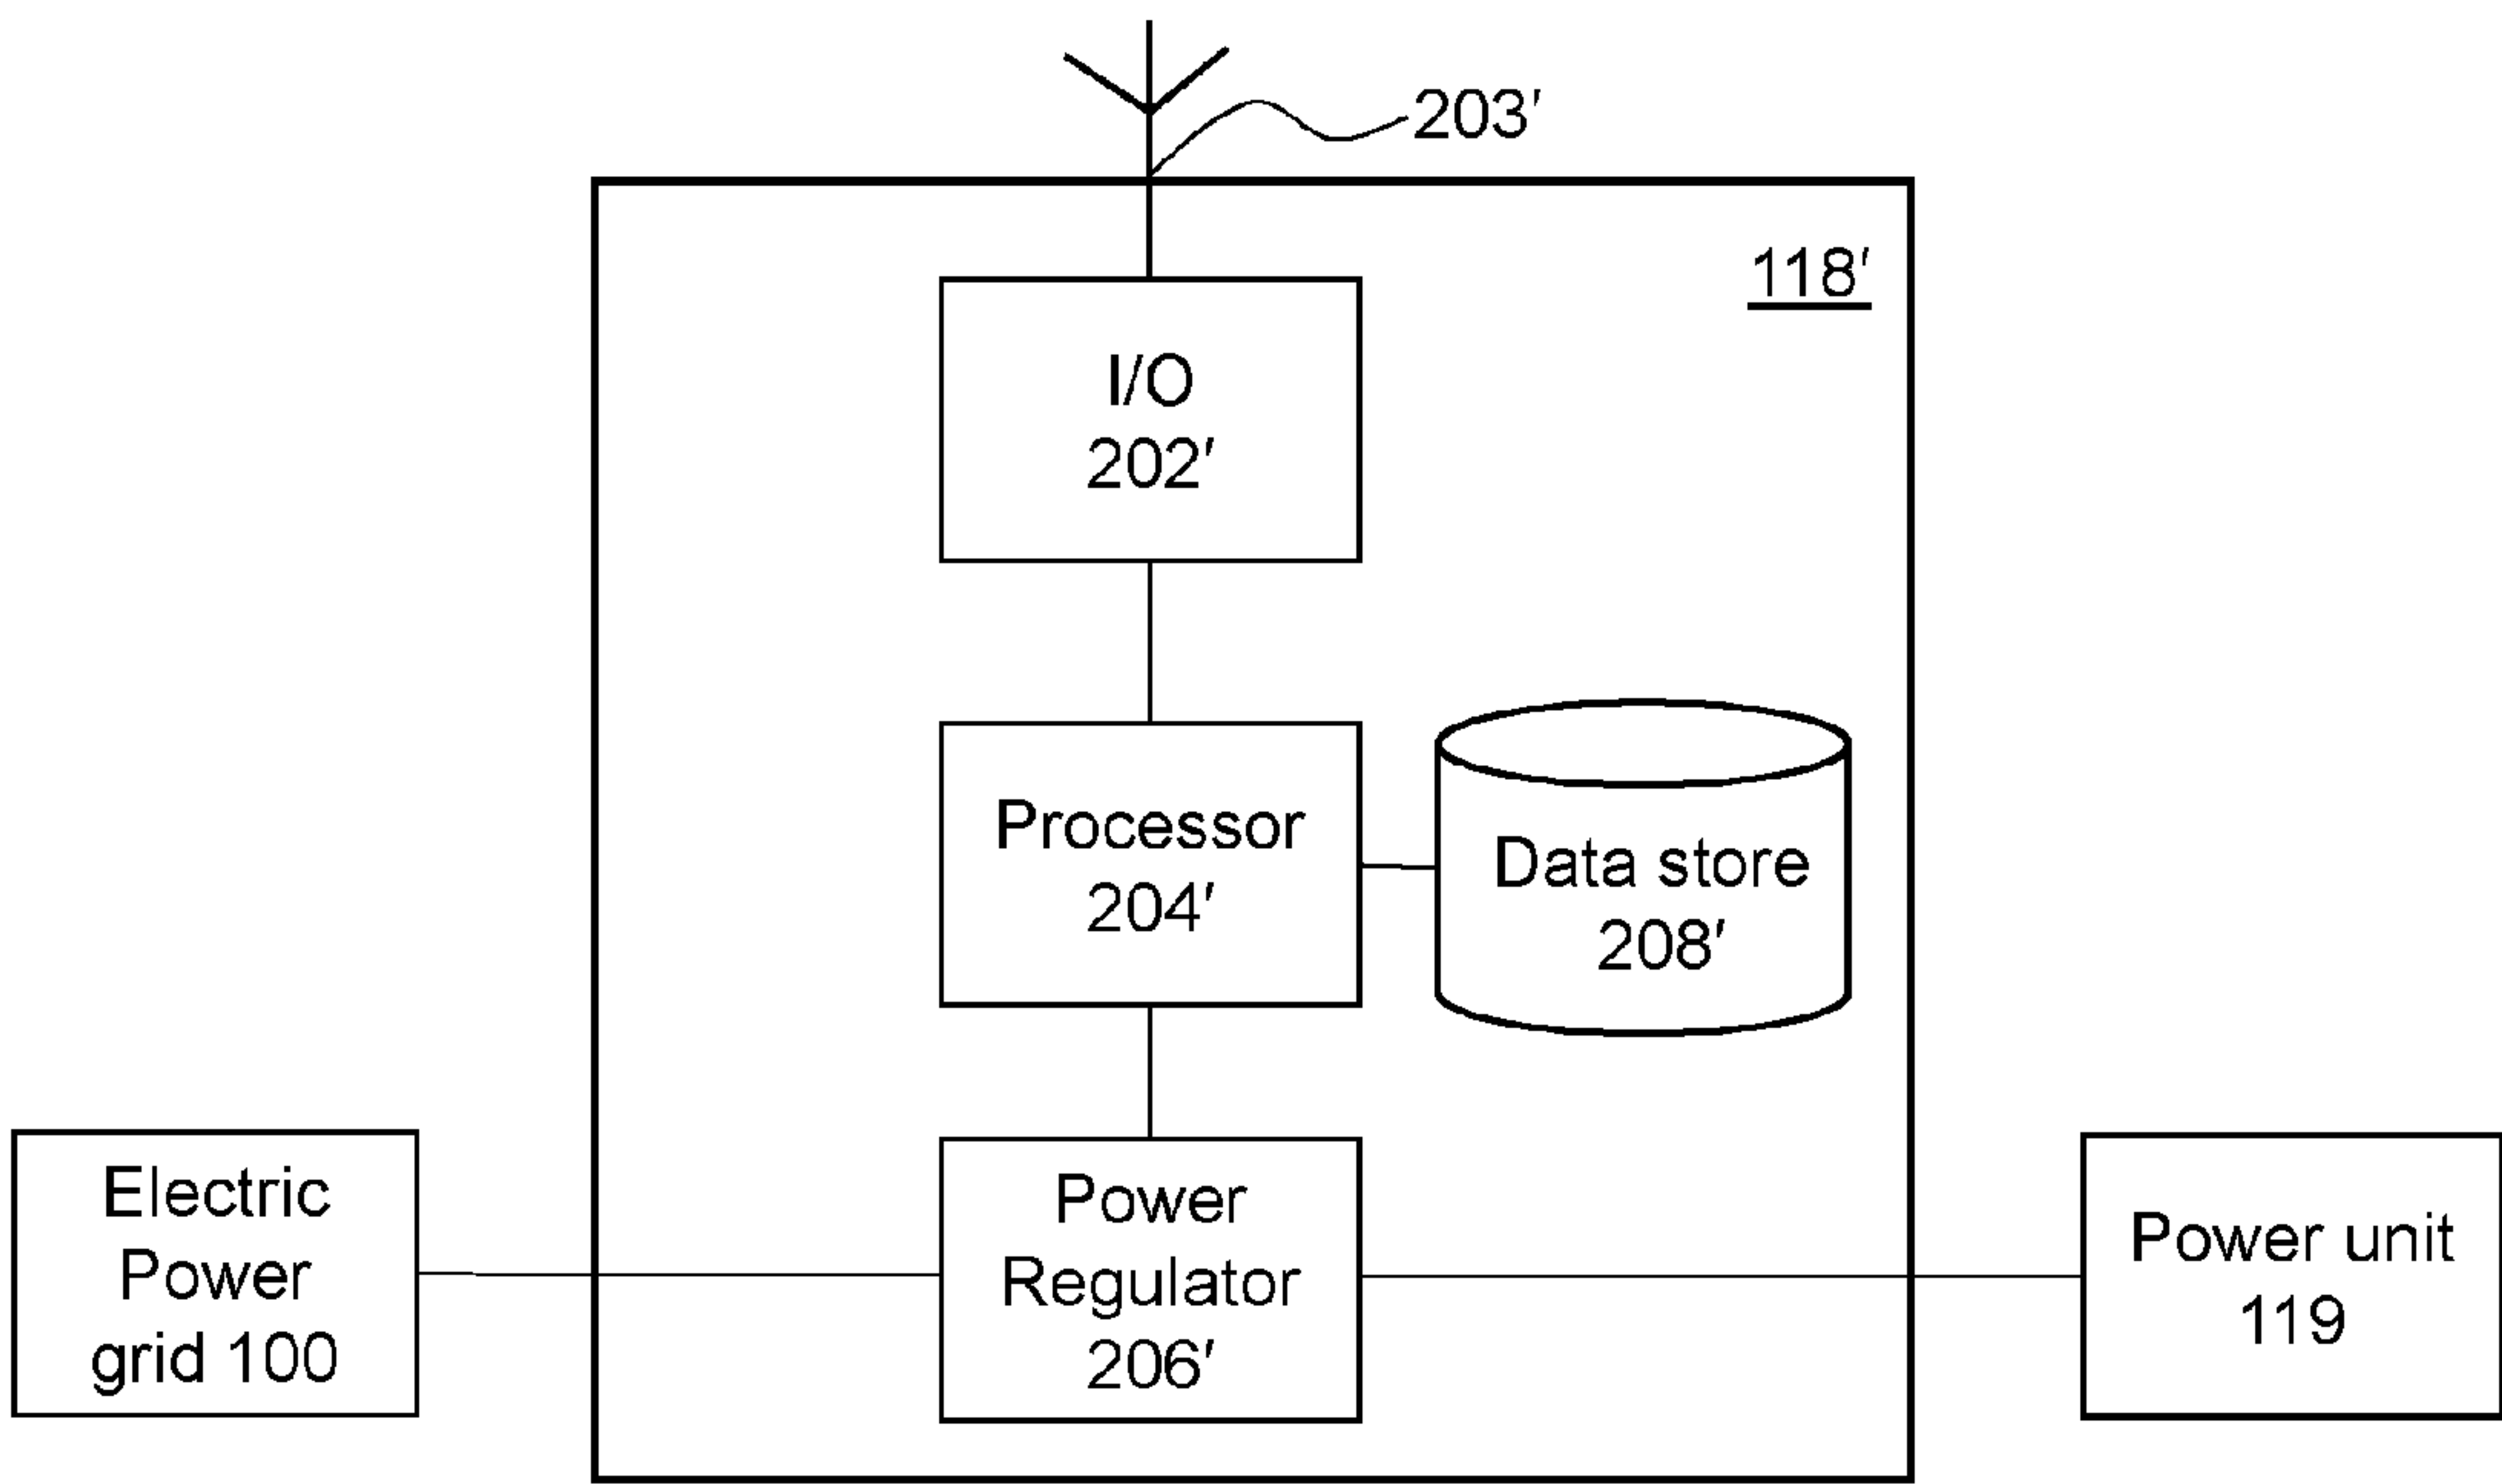 203′
118′
I/O
202′
Processor
204′
Data store
208′
Electric
Power
grid 100
Power
Regulator
206′
Power unit
119